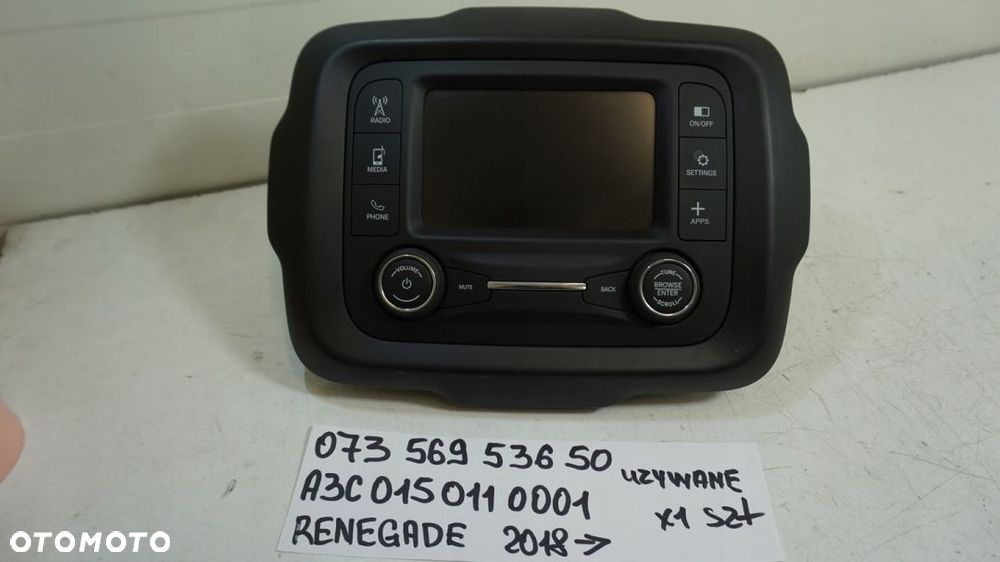 RADIO
MEDIA
PHONE
ON/OFF
SETTINGS
APPS
VOLUME
MUTE
BACK
TUNE
BROWSE
ENTER
SCROLL
073 569 536 50
A3C 015 011 0001
RENEGADE 2018 →
UZYWANE
x1 szt
OTOMOTO